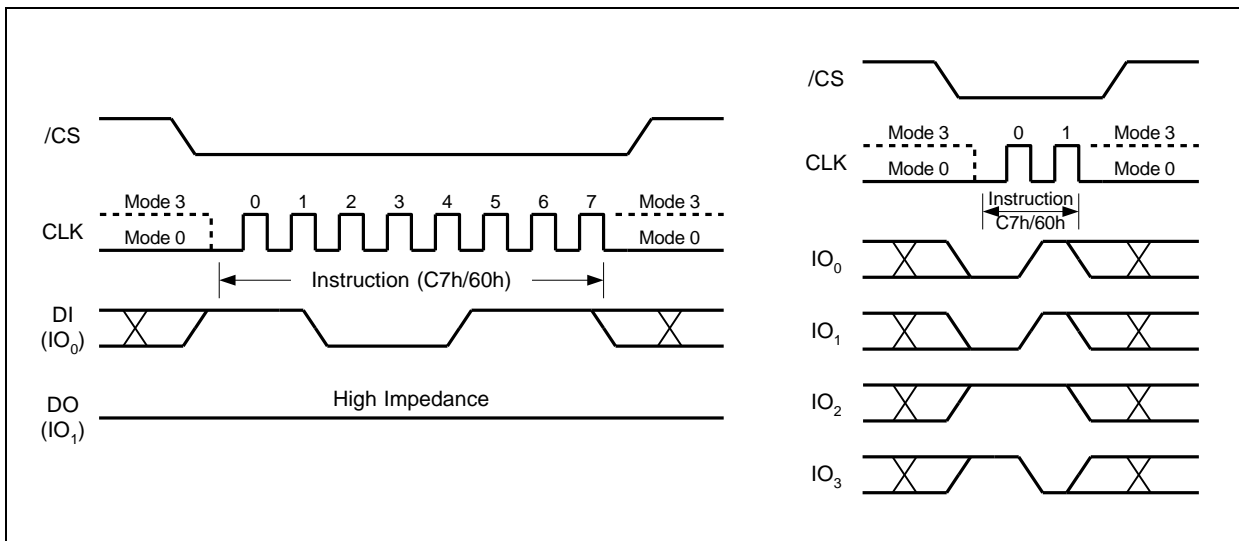 /CS
Mode 3 0 1 2 3 4 5 6 7 Mode 3
CLK
Mode 0 Mode 0
Instruction (C7h/60h)
DI
(IO0)
High Impedance
DO
(IO1)
/CS
Mode 3 0 1 Mode 3
CLK
Mode 0 Mode 0
Instruction
C7h/60h
IO0
IO1
IO2
IO3